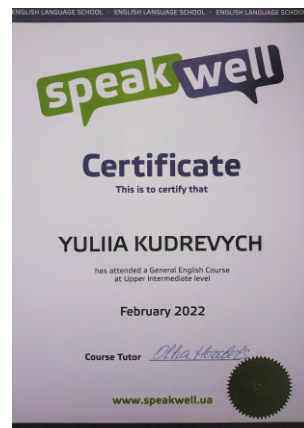 ENGLISH LANGUAGE SCHOOL · ENGLISH LANGUAGE SCHOOL · ENGLISH LANGUAGE SCHOOL
speak well
Certificate
This is to certify that
YULIIA KUDREVYCH
has attended a General English Course
at Upper Intermediate level
February 2022
Course Tutor
www.speakwell.ua